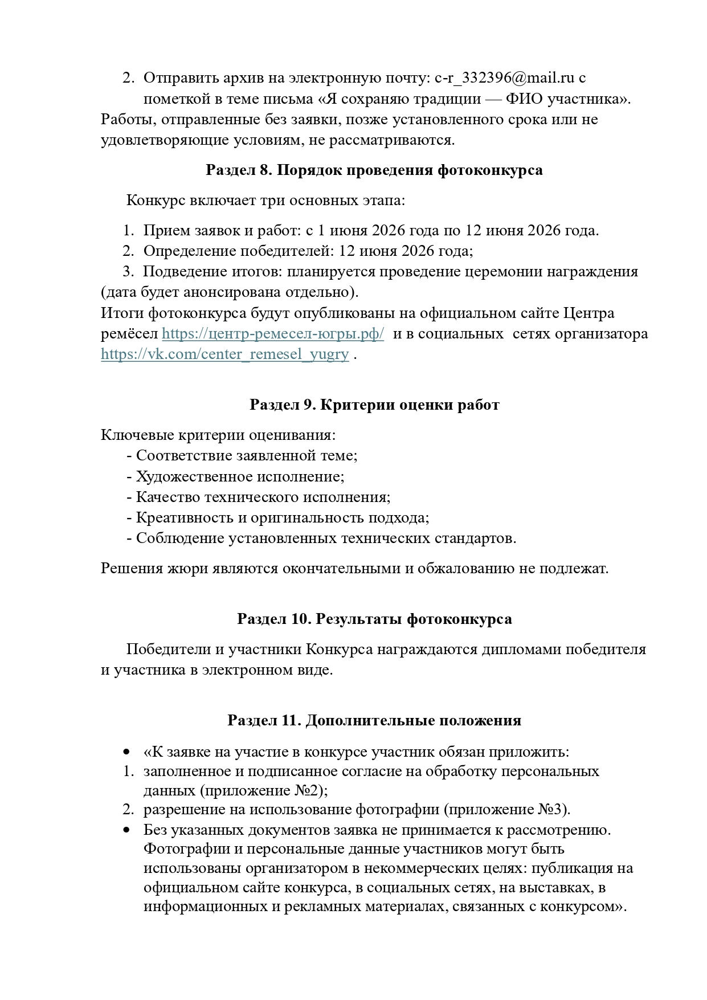 2. Отправить архив на электронную почту: c-r_332396@mail.ru с
пометкой в теме письма «Я сохраняю традиции — ФИО участника».
Работы, отправленные без заявки, позже установленного срока или не
удовлетворяющие условиям, не рассматриваются.
Раздел 8. Порядок проведения фотоконкурса
Конкурс включает три основных этапа:
1. Прием заявок и работ: с 1 июня 2026 года по 12 июня 2026 года.
2. Определение победителей: 12 июня 2026 года;
3. Подведение итогов: планируется проведение церемонии награждения
(дата будет анонсирована отдельно).
Итоги фотоконкурса будут опубликованы на официальном сайте Центра
ремёсел https://центр-ремесел-югры.рф/ и в социальных сетях организатора
https://vk.com/center_remesel_yugry .
Раздел 9. Критерии оценки работ
Ключевые критерии оценивания:
- Соответствие заявленной теме;
- Художественное исполнение;
- Качество технического исполнения;
- Креативность и оригинальность подхода;
- Соблюдение установленных технических стандартов.
Решения жюри являются окончательными и обжалованию не подлежат.
Раздел 10. Результаты фотоконкурса
Победители и участники Конкурса награждаются дипломами победителя
и участника в электронном виде.
Раздел 11. Дополнительные положения
• «К заявке на участие в конкурсе участник обязан приложить:
1. заполненное и подписанное согласие на обработку персональных
данных (приложение №2);
2. разрешение на использование фотографии (приложение №3).
• Без указанных документов заявка не принимается к рассмотрению.
Фотографии и персональные данные участников могут быть
использованы организатором в некоммерческих целях: публикация на
официальном сайте конкурса, в социальных сетях, на выставках, в
информационных и рекламных материалах, связанных с конкурсом».